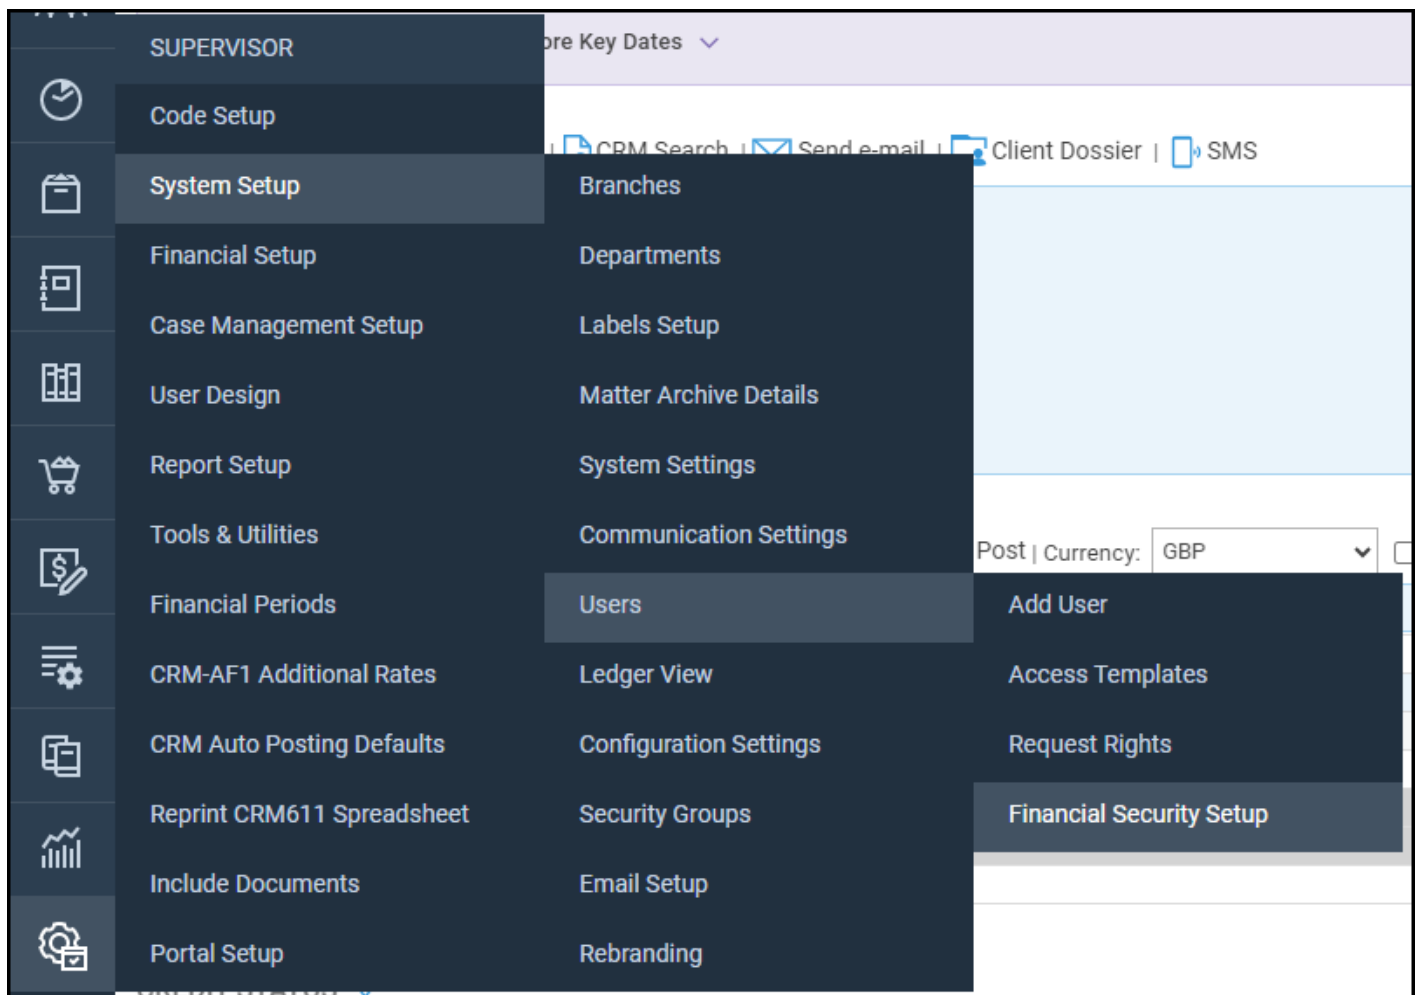 SUPERVISOR
ore Key Dates
Code Setup
| CRM Search | Send e-mail | Client Dossier | SMS
System Setup
Financial Setup
Case Management Setup
User Design
Report Setup
Tools & Utilities
Financial Periods
CRM-AF1 Additional Rates
CRM Auto Posting Defaults
Reprint CRM611 Spreadsheet
Include Documents
Portal Setup
Branches
Departments
Labels Setup
Matter Archive Details
System Settings
Communication Settings
Users
Ledger View
Configuration Settings
Security Groups
Email Setup
Rebranding
Post | Currency: GBP
Add User
Access Templates
Request Rights
Financial Security Setup